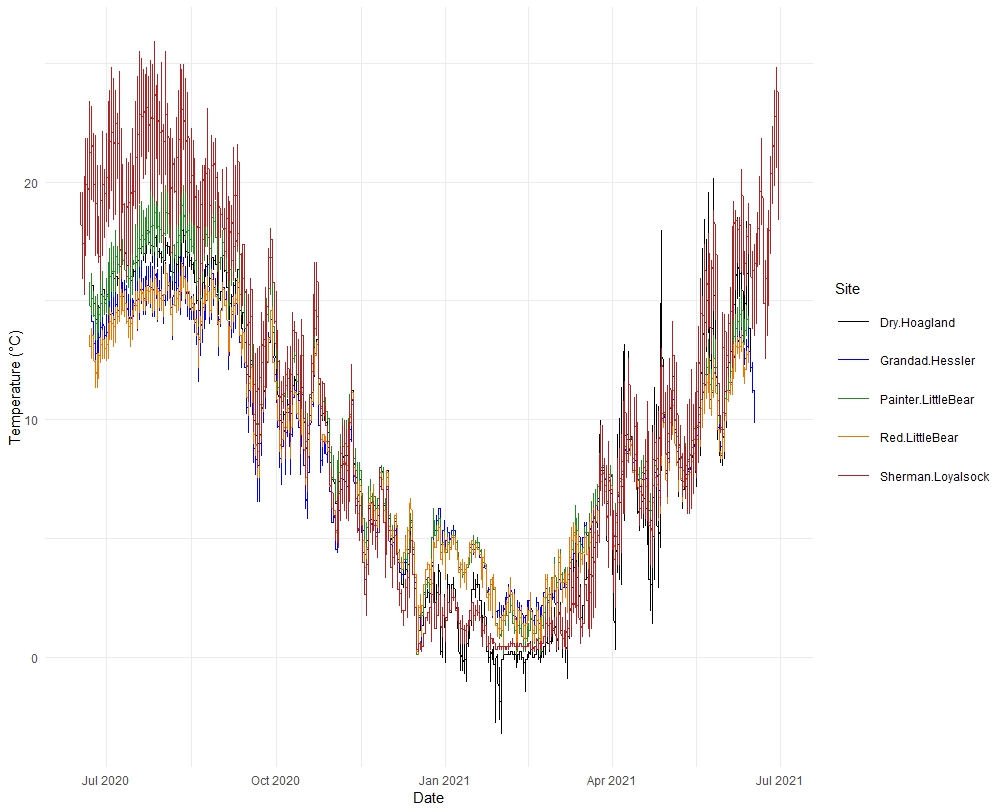 Temperature (°C)
20
10
0
Jul 2020
Oct 2020
Jan 2021
Apr 2021
Jul 2021
Date
Site
Dry.Hoagland
Grandad.Hessler
Painter.LittleBear
Red.LittleBear
Sherman.Loyalsock